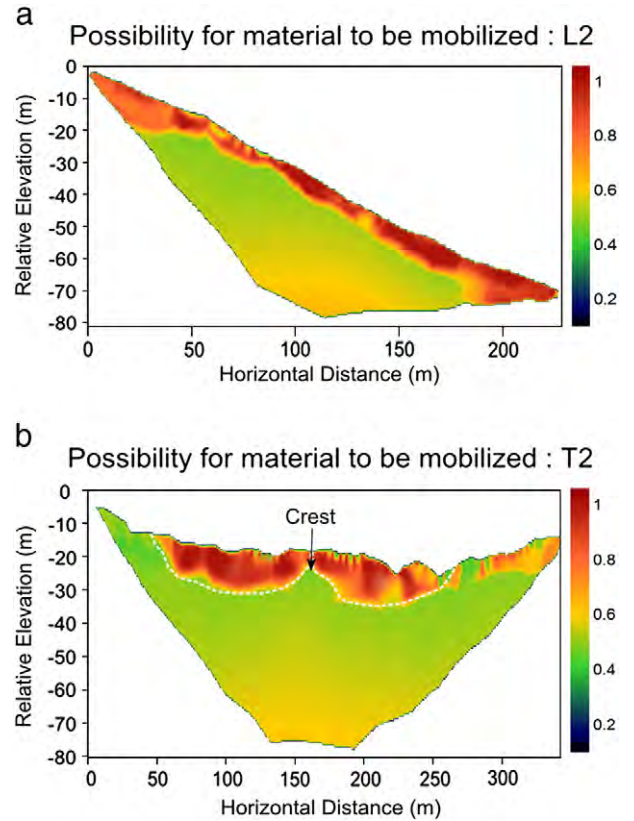 a
Possibility for material to be mobilized : L2
0
-10
-20
-30
-40
-50
-60
-70
-80
Relative Elevation (m)
0 50 100 150 200
Horizontal Distance (m)
1
0.8
0.6
0.4
0.2
b
Possibility for material to be mobilized : T2
Crest
0
-10
-20
-30
-40
-50
-60
-70
-80
Relative Elevation (m)
0 50 100 150 200 250 300
Horizontal Distance (m)
1
0.8
0.6
0.4
0.2